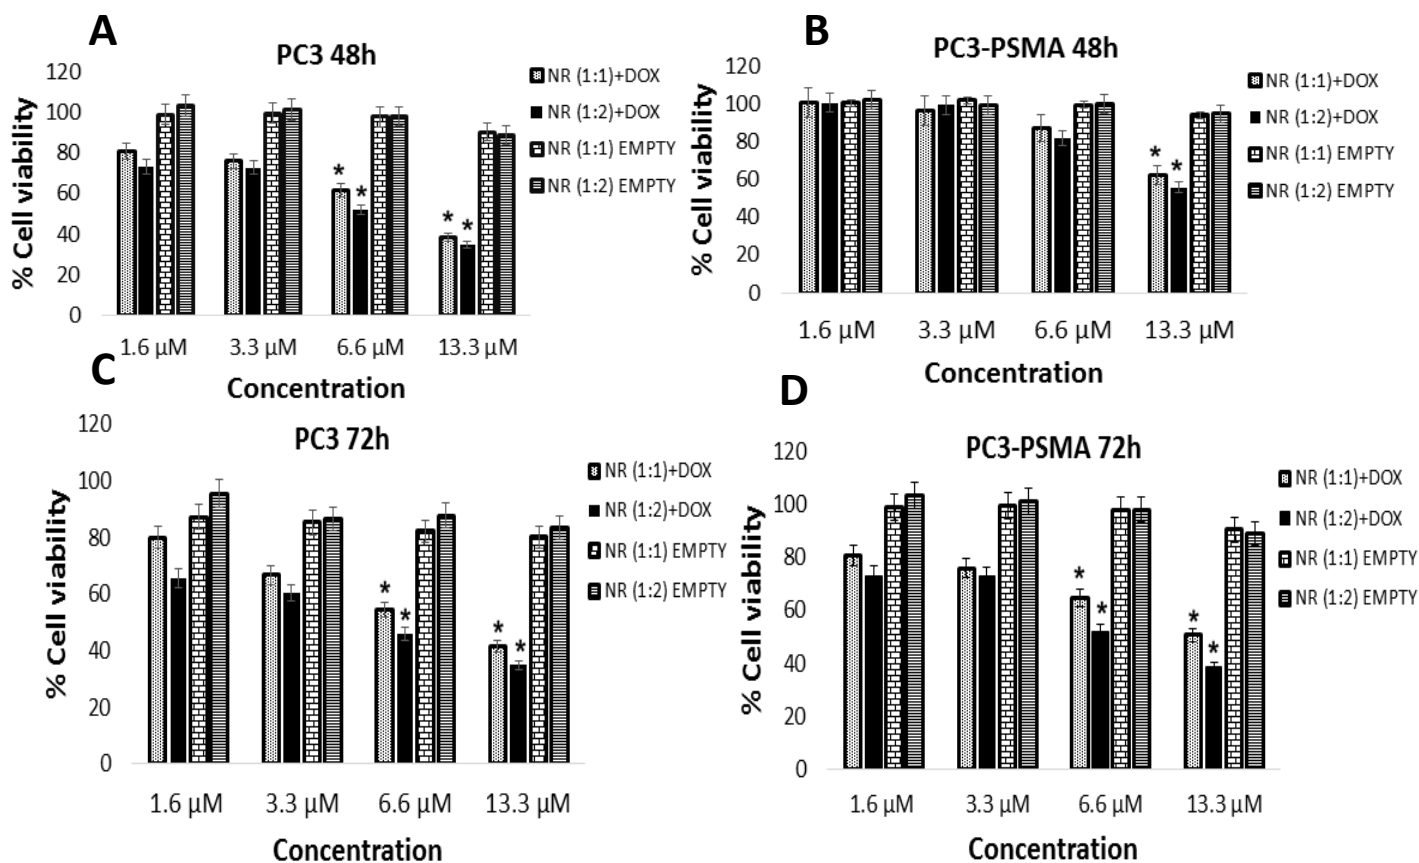 A
PC3 48h
% Cell viability
120
100
80
60
40
20
0
* * * *
1.6 µM 3.3 µM 6.6 µM 13.3 µM
Concentration
NR (1:1)+DOX
NR (1:2)+DOX
NR (1:1) EMPTY
NR (1:2) EMPTY
B
PC3-PSMA 48h
% Cell viability
120
100
80
60
40
20
0
* *
1.6 µM 3.3 µM 6.6 µM 13.3 µM
Concentration
NR (1:1)+DOX
NR (1:2)+DOX
NR (1:1) EMPTY
NR (1:2) EMPTY
C
PC3 72h
% Cell viability
120
100
80
60
40
20
0
* * * *
1.6 µM 3.3 µM 6.6 µM 13.3 µM
Concentration
NR (1:1)+DOX
NR (1:2)+DOX
NR (1:1) EMPTY
NR (1:2) EMPTY
D
PC3-PSMA 72h
% Cell viability
120
100
80
60
40
20
0
* * * *
1.6 µM 3.3 µM 6.6 µM 13.3 µM
Concentration
NR (1:1)+DOX
NR (1:2)+DOX
NR (1:1) EMPTY
NR (1:2) EMPTY